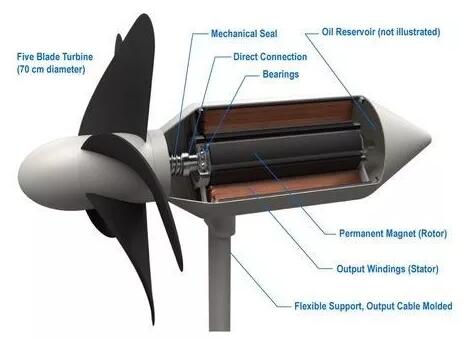 Mechanical Seal
Oil Reservoir (not illustrated)
Five Blade Turbine
(70 cm diameter)
Direct Connection
Bearings
Permanent Magnet (Rotor)
Output Windings (Stator)
Flexible Support, Output Cable Molded